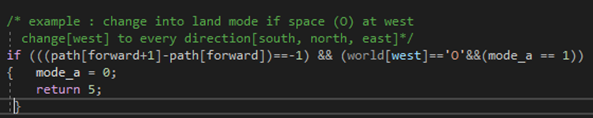 /* example : change into land mode if space (O) at west
change[west] to every direction[south, north, east]*/
if (((path[forward+1]-path[forward])==-1) && (world[west]=='O'&&(mode_a == 1))
{   mode_a = 0;
return 5;
}